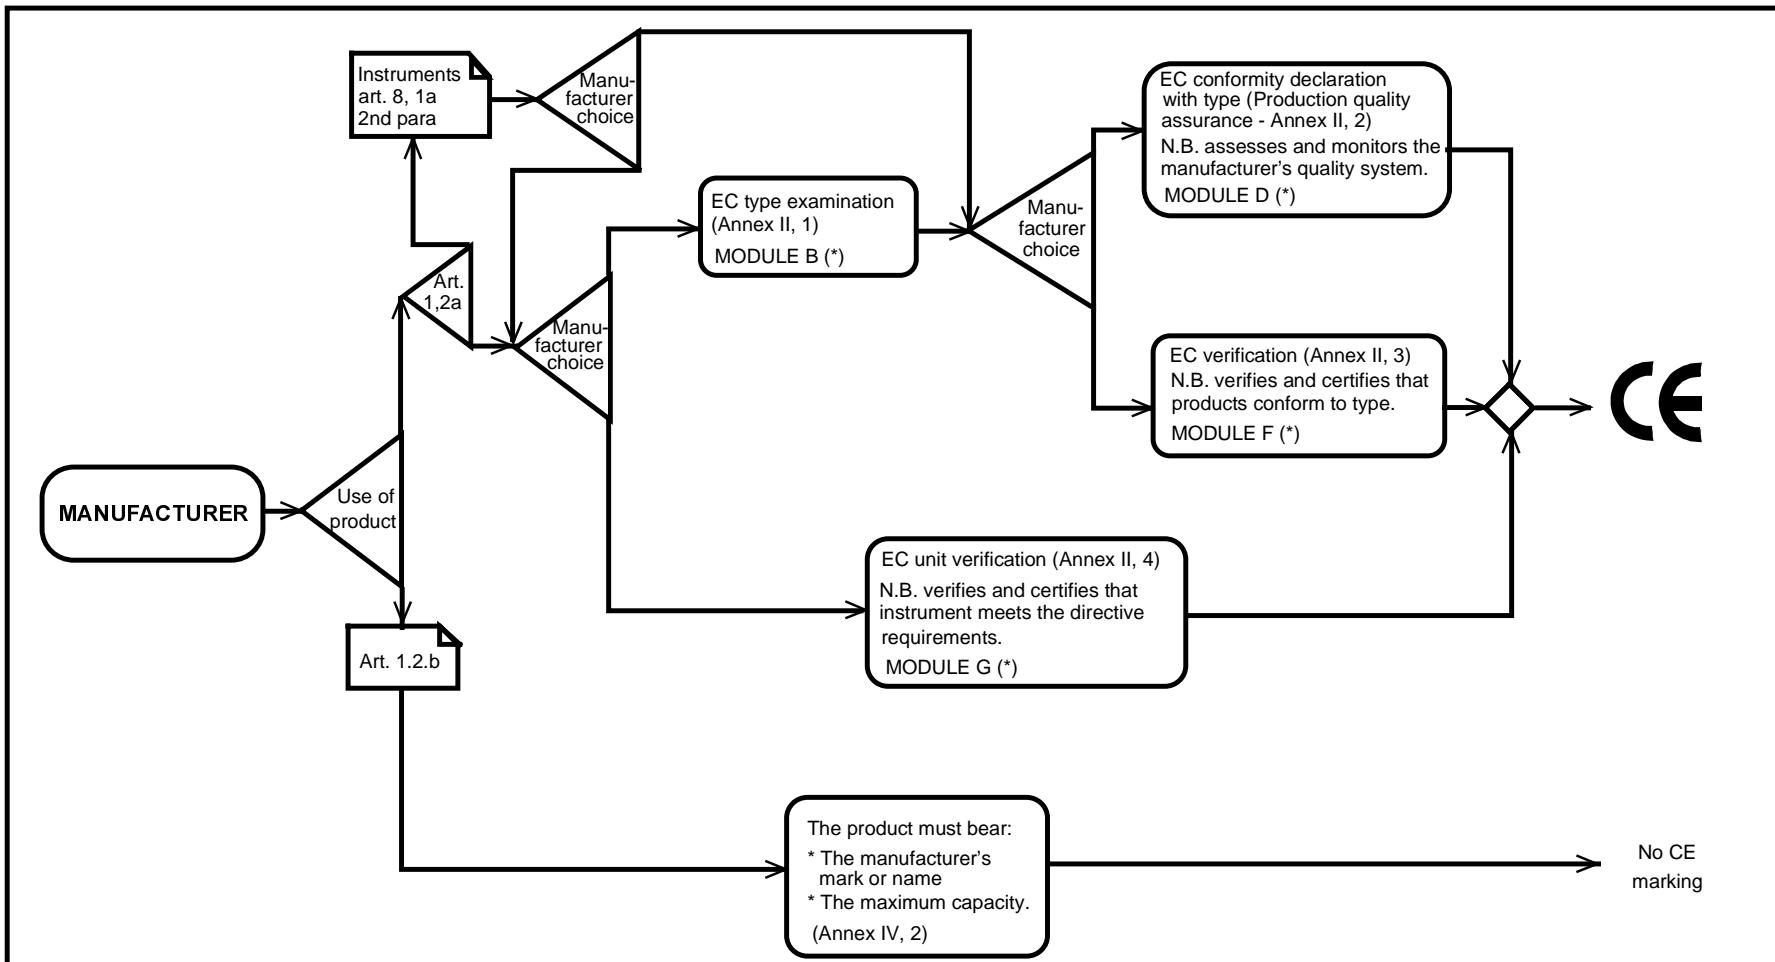 Instruments
art. 8, 1a
2nd para
Manu-
facturer
choice
EC conformity declaration
with type (Production quality
assurance - Annex II, 2)
N.B. assesses and monitors the
manufacturer’s quality system.
MODULE D (*)
EC type examination
(Annex II, 1)
MODULE B (*)
Manu-
facturer
choice
Art.
1,2a
Manu-
facturer
choice
EC verification (Annex II, 3)
N.B. verifies and certifies that
products conform to type.
MODULE F (*)
CE
MANUFACTURER
Use of
product
EC unit verification (Annex II, 4)
N.B. verifies and certifies that
instrument meets the directive
requirements.
MODULE G (*)
Art. 1.2.b
The product must bear:
* The manufacturer’s
mark or name
* The maximum capacity.
(Annex IV, 2)
No CE
marking